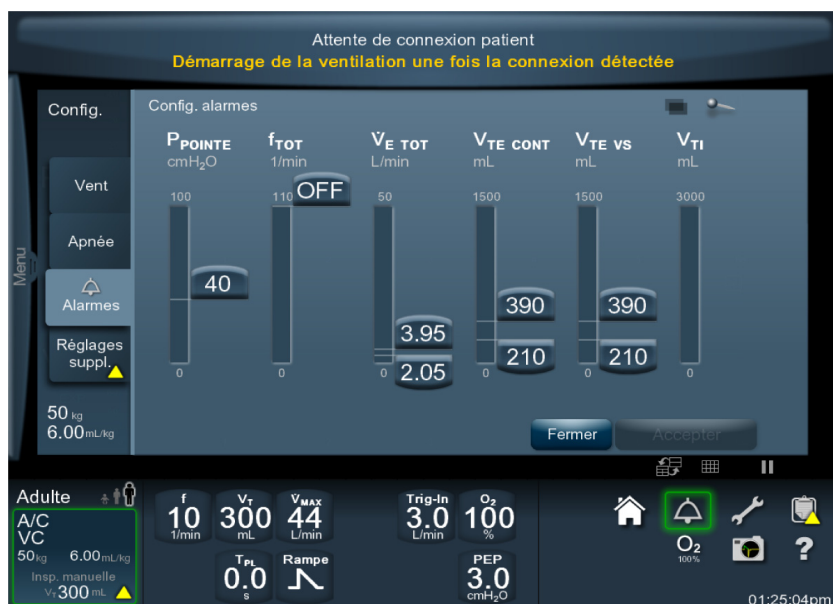 Attente de connexion patient
Démarrage de la ventilation une fois la connexion détectée
Menu
Config.
Vent
Apnée
Alarmes
Réglages
suppl.
50 kg
6.00 mL/kg
Config. alarmes
PPOINTE fTOT V̇E TOT VTE CONT VTE VS VTI
cmH2O 1/min L/min mL mL mL
100 110 OFF 50 1500 1500 3000
40
390 390
3.95
210 210
2.05
0 0 0 0 0 0
Fermer Accepter
Adulte
A/C
VC
50 kg 6.00 mL/kg
Insp. manuelle
VT 300 mL
f VT V̇MAX Trig-In O2
10 300 44 3.0 100
1/min mL L/min L/min %
TPL Rampe PEP
0.0 3.0
s cmH2O
O2
100%
?
01:25:04pm